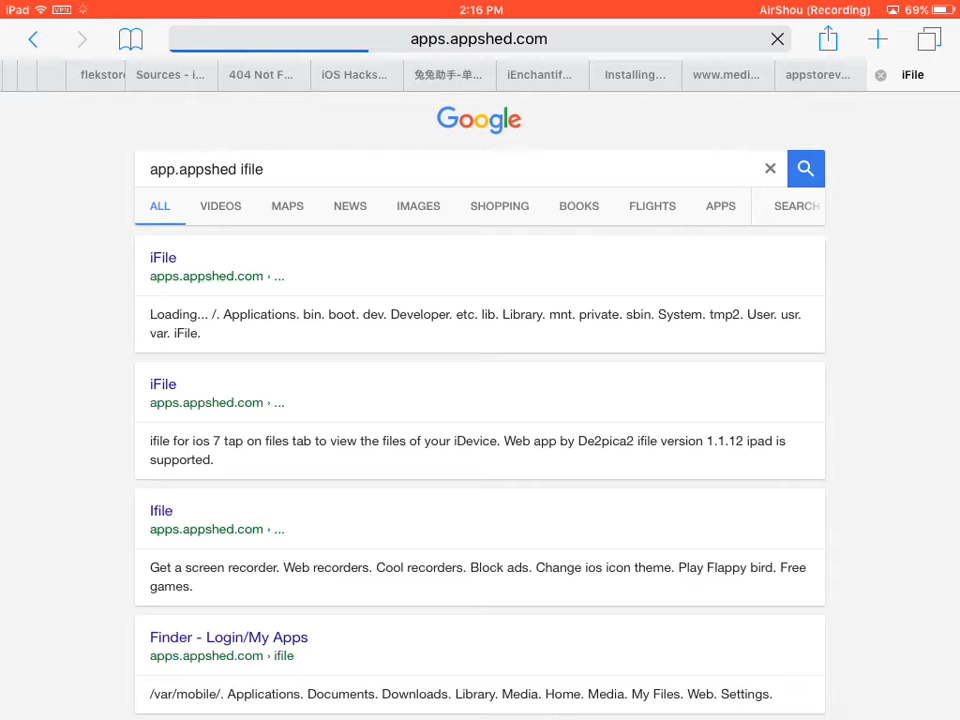 iPad VPN 2:16 PM AirShou (Recording) 69%
apps.appshed.com
flekstor Sources - i... 404 Not F... iOS Hacks... 兔兔助手-单... iEnchantif... Installing... www.medi... appstorev... iFile
Google
app.appshed ifile
ALL VIDEOS MAPS NEWS IMAGES SHOPPING BOOKS FLIGHTS APPS SEARCH
iFile
apps.appshed.com › ...
Loading... /. Applications. bin. boot. dev. Developer. etc. lib. Library. mnt. private. sbin. System. tmp2. User. usr.
var. iFile.
iFile
apps.appshed.com › ...
ifile for ios 7 tap on files tab to view the files of your iDevice. Web app by De2pica2 ifile version 1.1.12 ipad is
supported.
Ifile
apps.appshed.com › ...
Get a screen recorder. Web recorders. Cool recorders. Block ads. Change ios icon theme. Play Flappy bird. Free
games.
Finder - Login/My Apps
apps.appshed.com › ifile
/var/mobile/. Applications. Documents. Downloads. Library. Media. Home. Media. My Files. Web. Settings.